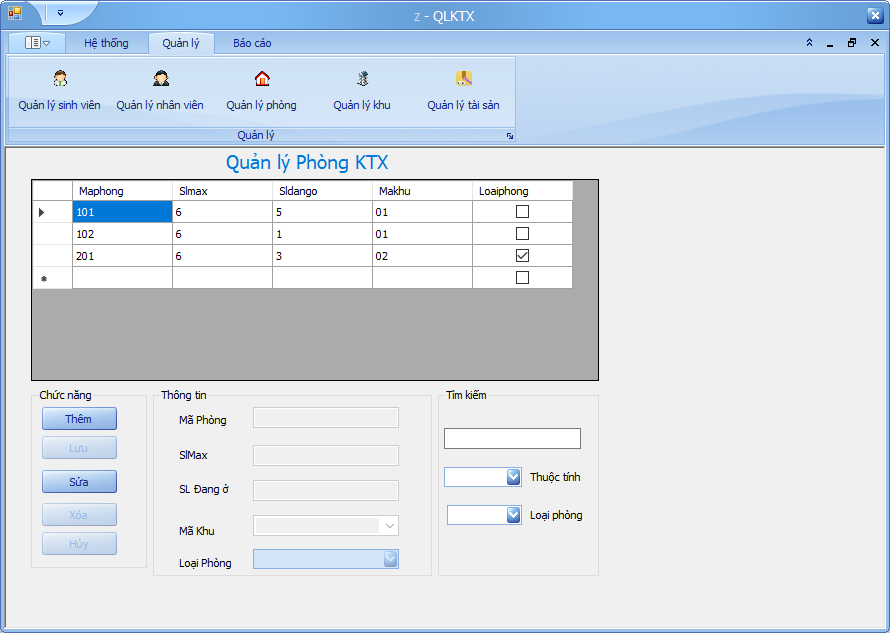 z - QLKTX
Hệ thống Quản lý Báo cáo
Quản lý sinh viên Quản lý nhân viên Quản lý phòng Quản lý khu Quản lý tài sản
Quản lý
Quản lý Phòng KTX
Maphong Slmax Sldango Makhu Loaiphong
101 6 5 01
102 6 1 01
201 6 3 02
Chức năng
Thêm
Lưu
Sửa
Xóa
Hủy
Thông tin
Mã Phòng
SlMax
SL Đang ở
Mã Khu
Loại Phòng
Tìm kiếm
Thuộc tính
Loại phòng